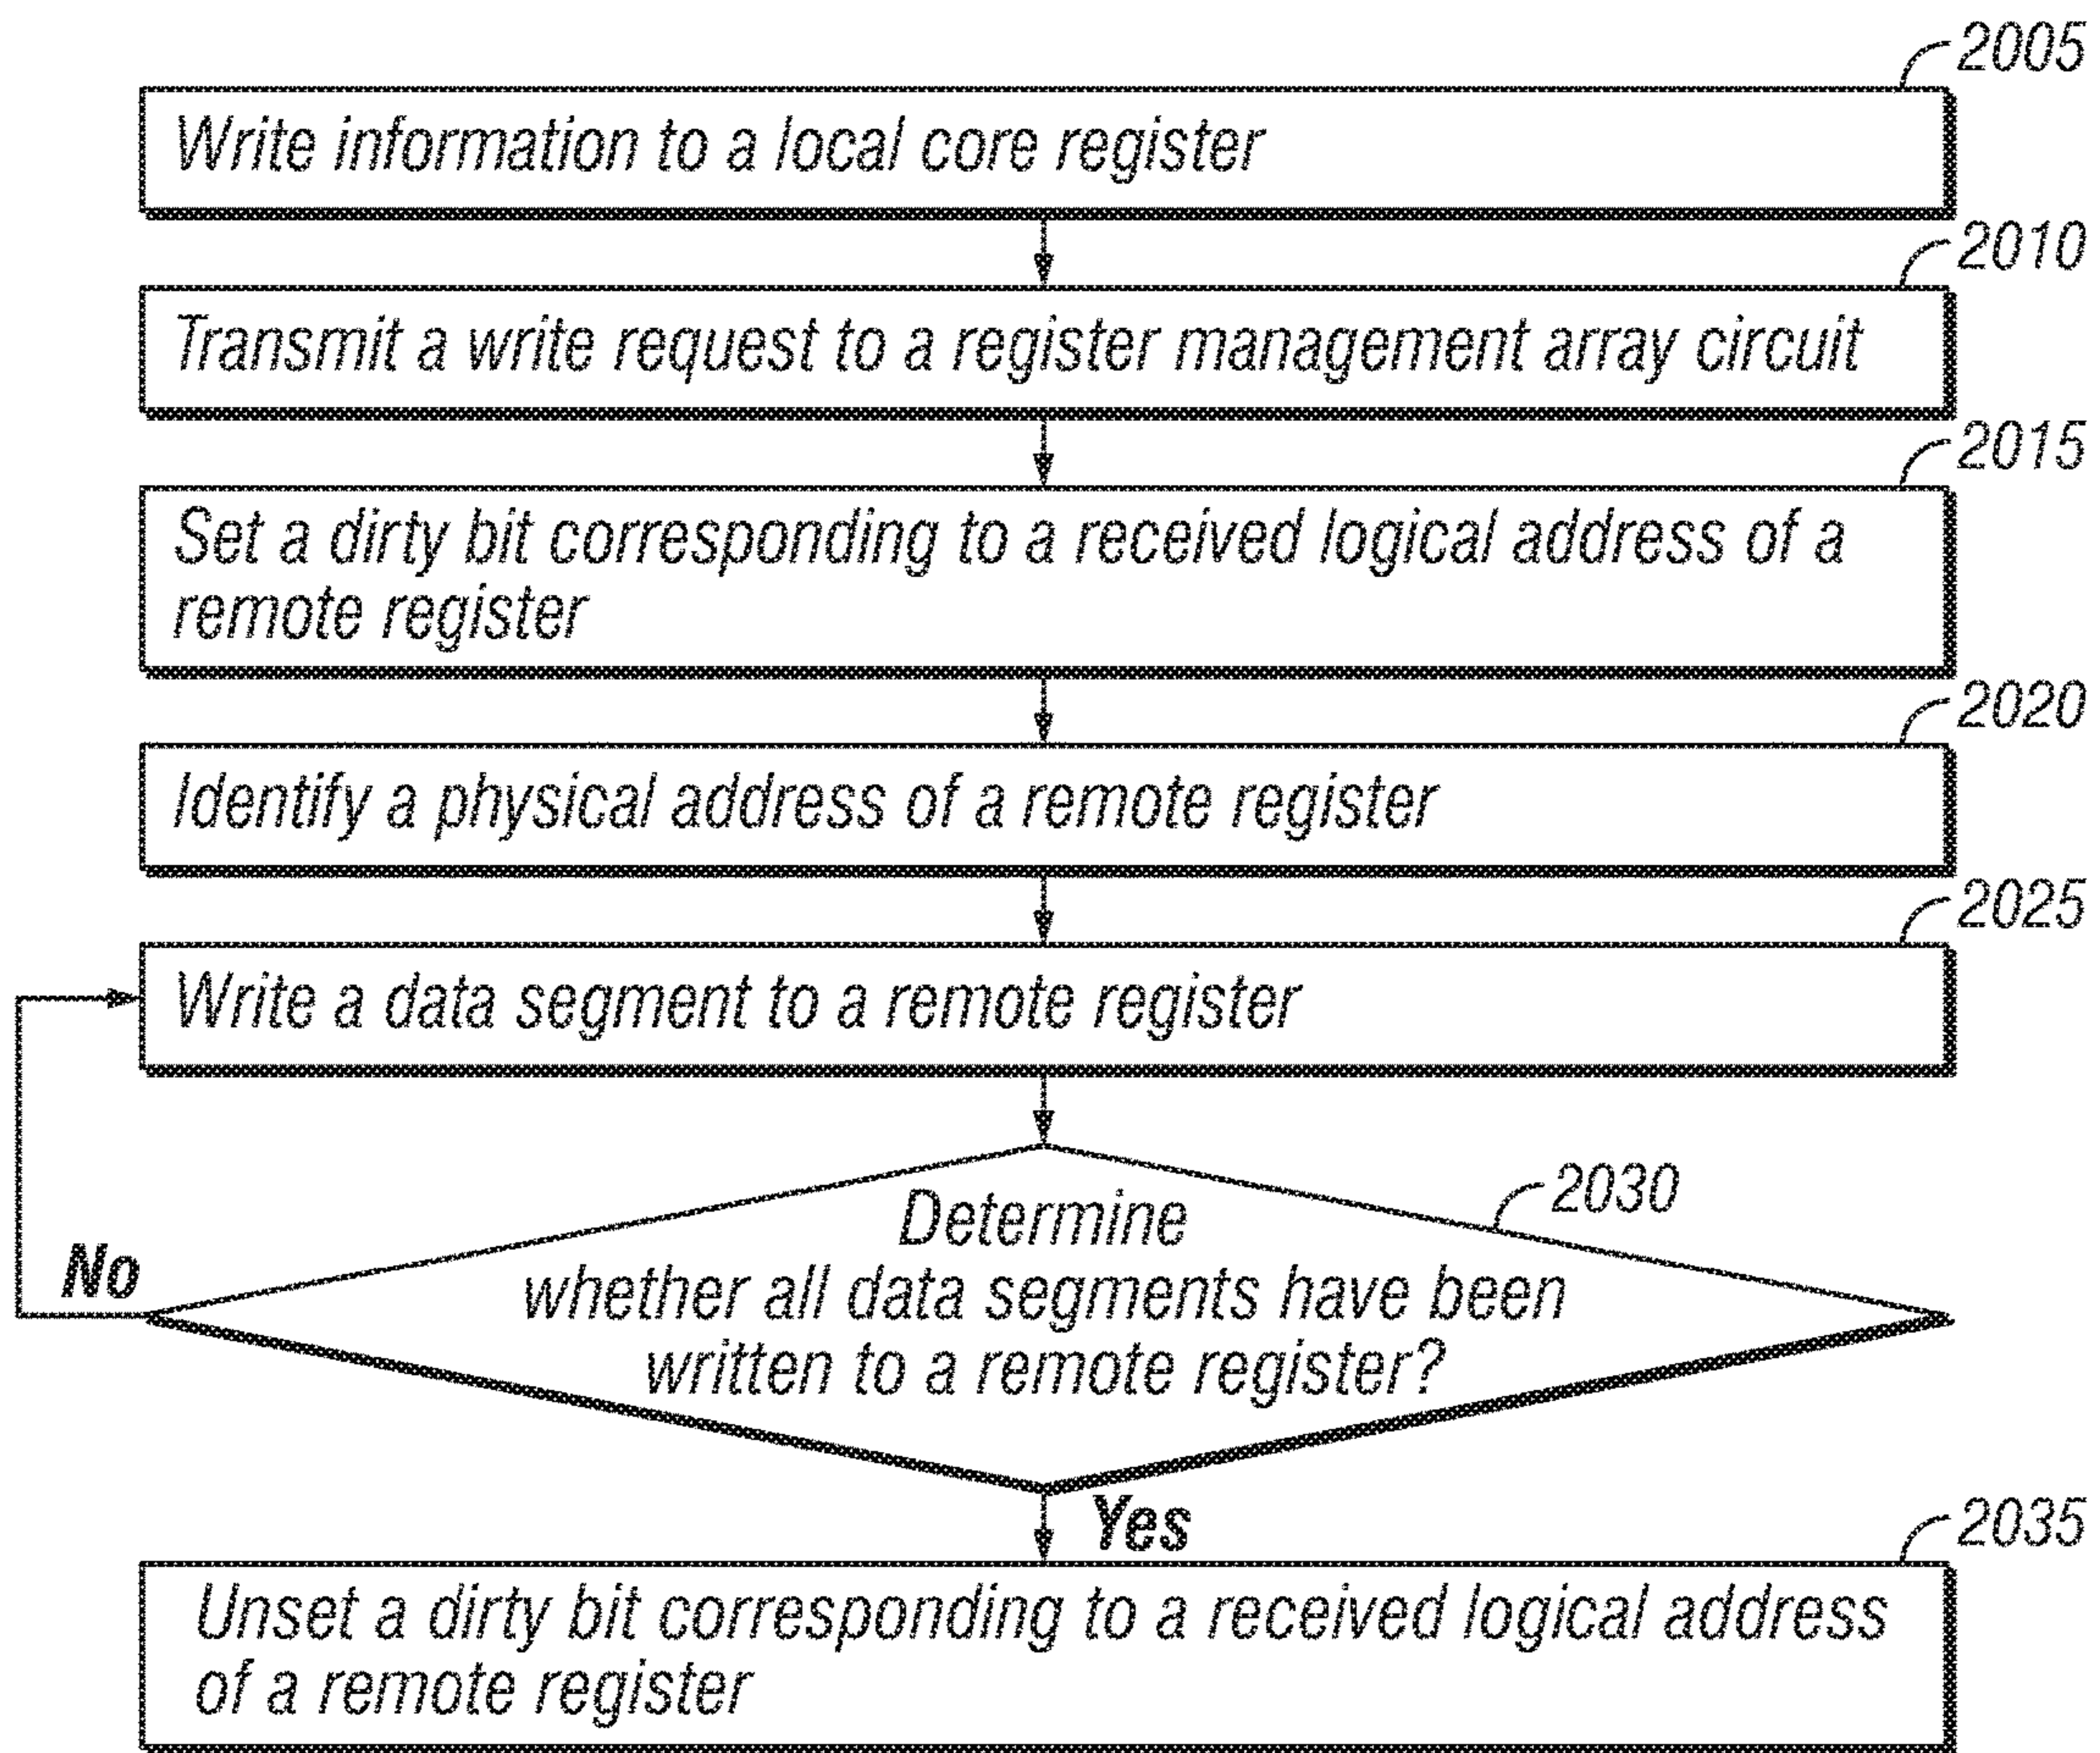 2005
Write information to a local core register
2010
Transmit a write request to a register management array circuit
2015
Set a dirty bit corresponding to a received logical address of a
remote register
2020
Identify a physical address of a remote register
2025
Write a data segment to a remote register
2030
Determine
whether all data segments have been
written to a remote register?
No
Yes
2035
Unset a dirty bit corresponding to a received logical address
of a remote register